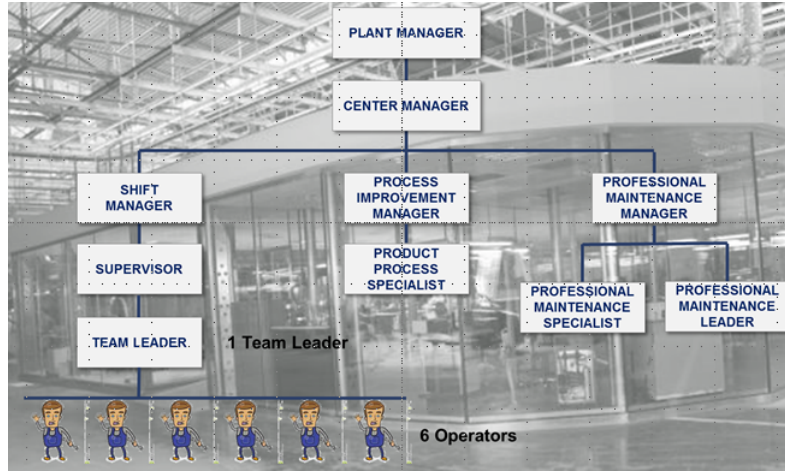 PLANT MANAGER
CENTER MANAGER
SHIFT
MANAGER
PROCESS
IMPROVEMENT
MANAGER
PROFESSIONAL
MAINTENANCE
MANAGER
SUPERVISOR
PRODUCT
PROCESS
SPECIALIST
PROFESSIONAL
MAINTENANCE
SPECIALIST
PROFESSIONAL
MAINTENANCE
LEADER
TEAM LEADER
1 Team Leader
6 Operators